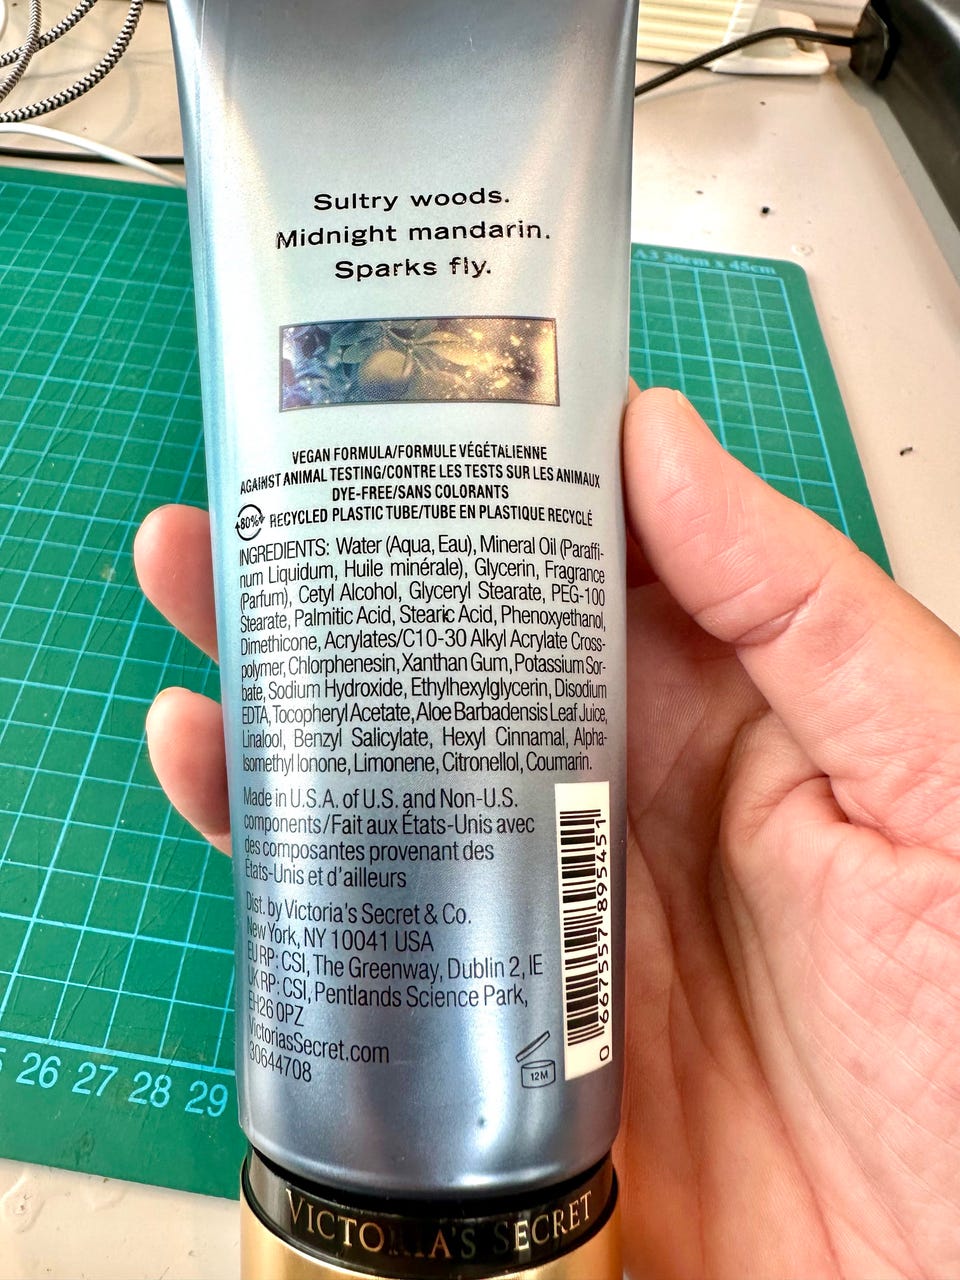 A3 30cm x 45cm
Sultry woods.
Midnight mandarin.
Sparks fly.
VEGAN FORMULA/FORMULE VÉGÉTALIENNE
AGAINST ANIMAL TESTING/CONTRE LES TESTS SUR LES ANIMAUX
DYE-FREE/SANS COLORANTS
80% RECYCLED PLASTIC TUBE/TUBE EN PLASTIQUE RECYCLÉ
INGREDIENTS: Water (Aqua, Eau), Mineral Oil (Paraffi-
num Liquidum, Huile minérale), Glycerin, Fragrance
(Parfum), Cetyl Alcohol, Glyceryl Stearate, PEG-100
Stearate, Palmitic Acid, Stearic Acid, Phenoxyethanol,
Dimethicone, Acrylates/C10-30 Alkyl Acrylate Cross-
polymer, Chlorphenesin, Xanthan Gum, Potassium Sor-
bate, Sodium Hydroxide, Ethylhexylglycerin, Disodium
EDTA, Tocopheryl Acetate, Aloe Barbadensis Leaf Juice,
Linalool, Benzyl Salicylate, Hexyl Cinnamal, Alpha-
Isomethyl Ionone, Limonene, Citronellol, Coumarin.
Made in U.S.A. of U.S. and Non-U.S.
components/Fait aux États-Unis avec
des composantes provenant des
États-Unis et d'ailleurs
Dist. by Victoria's Secret & Co.
New York, NY 10041 USA
EU RP: CSI, The Greenway, Dublin 2, IE
UK RP: CSI, Pentlands Science Park,
EH26 0PZ
VictoriasSecret.com
30644708
12M
0 667557 895451
26 27 28 29
VICTORIA'S SECRET